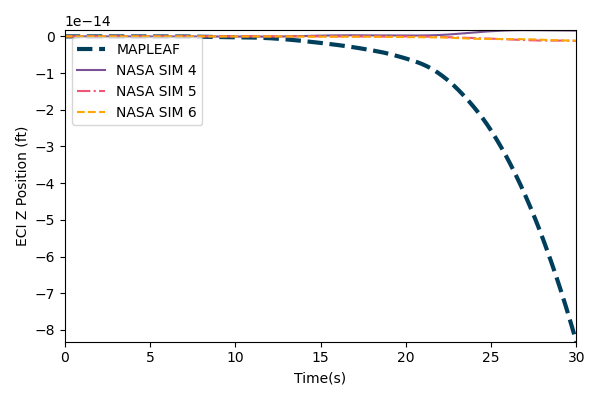 1e−14
0
−1
−2
−3
−4
−5
−6
−7
−8
ECI Z Position (ft)
MAPLEAF
NASA SIM 4
NASA SIM 5
NASA SIM 6
0 5 10 15 20 25 30
Time(s)